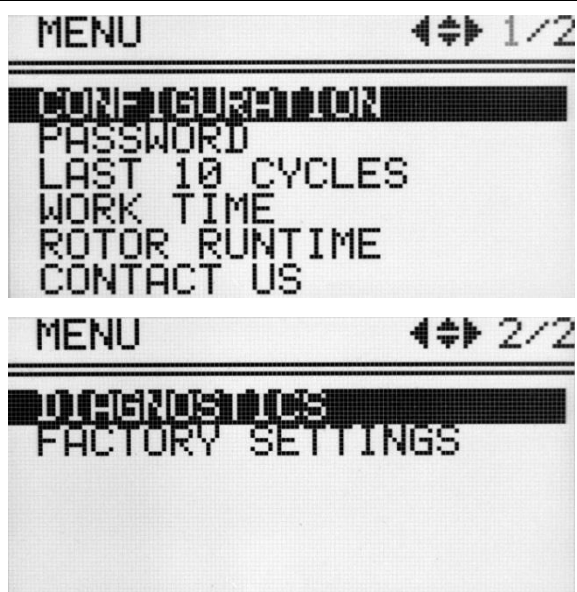 MENU 1/2
CONFIGURATION
PASSWORD
LAST 10 CYCLES
WORK TIME
ROTOR RUNTIME
CONTACT US
MENU 2/2
DIAGNOSTICS
FACTORY SETTINGS